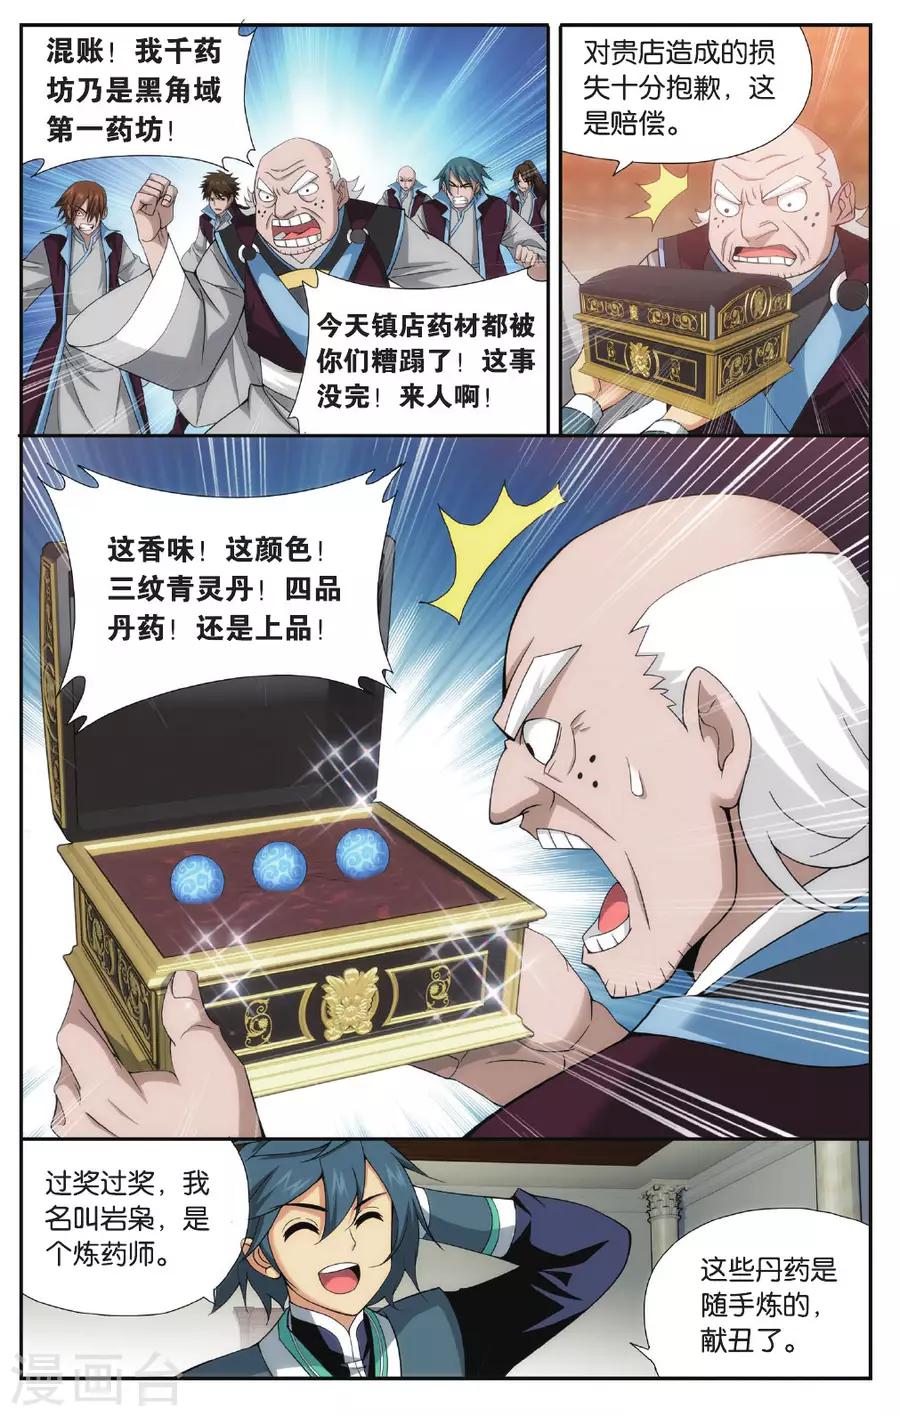 混账！我千药
坊乃是黑角域
第一药坊！
今天镇店药材都被
你们糟蹋了！这事
没完！来人啊！
对贵店造成的损
失十分抱歉，这
是赔偿。
这香味！这颜色！
三纹青灵丹！四品
丹药！还是上品！
过奖过奖，我
名叫岩枭，是
个炼药师。
这些丹药是
随手炼的，
献丑了。
漫画台